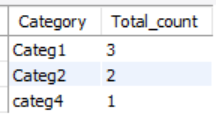 Category Total_count
Categ1 3
Categ2 2
categ4 1